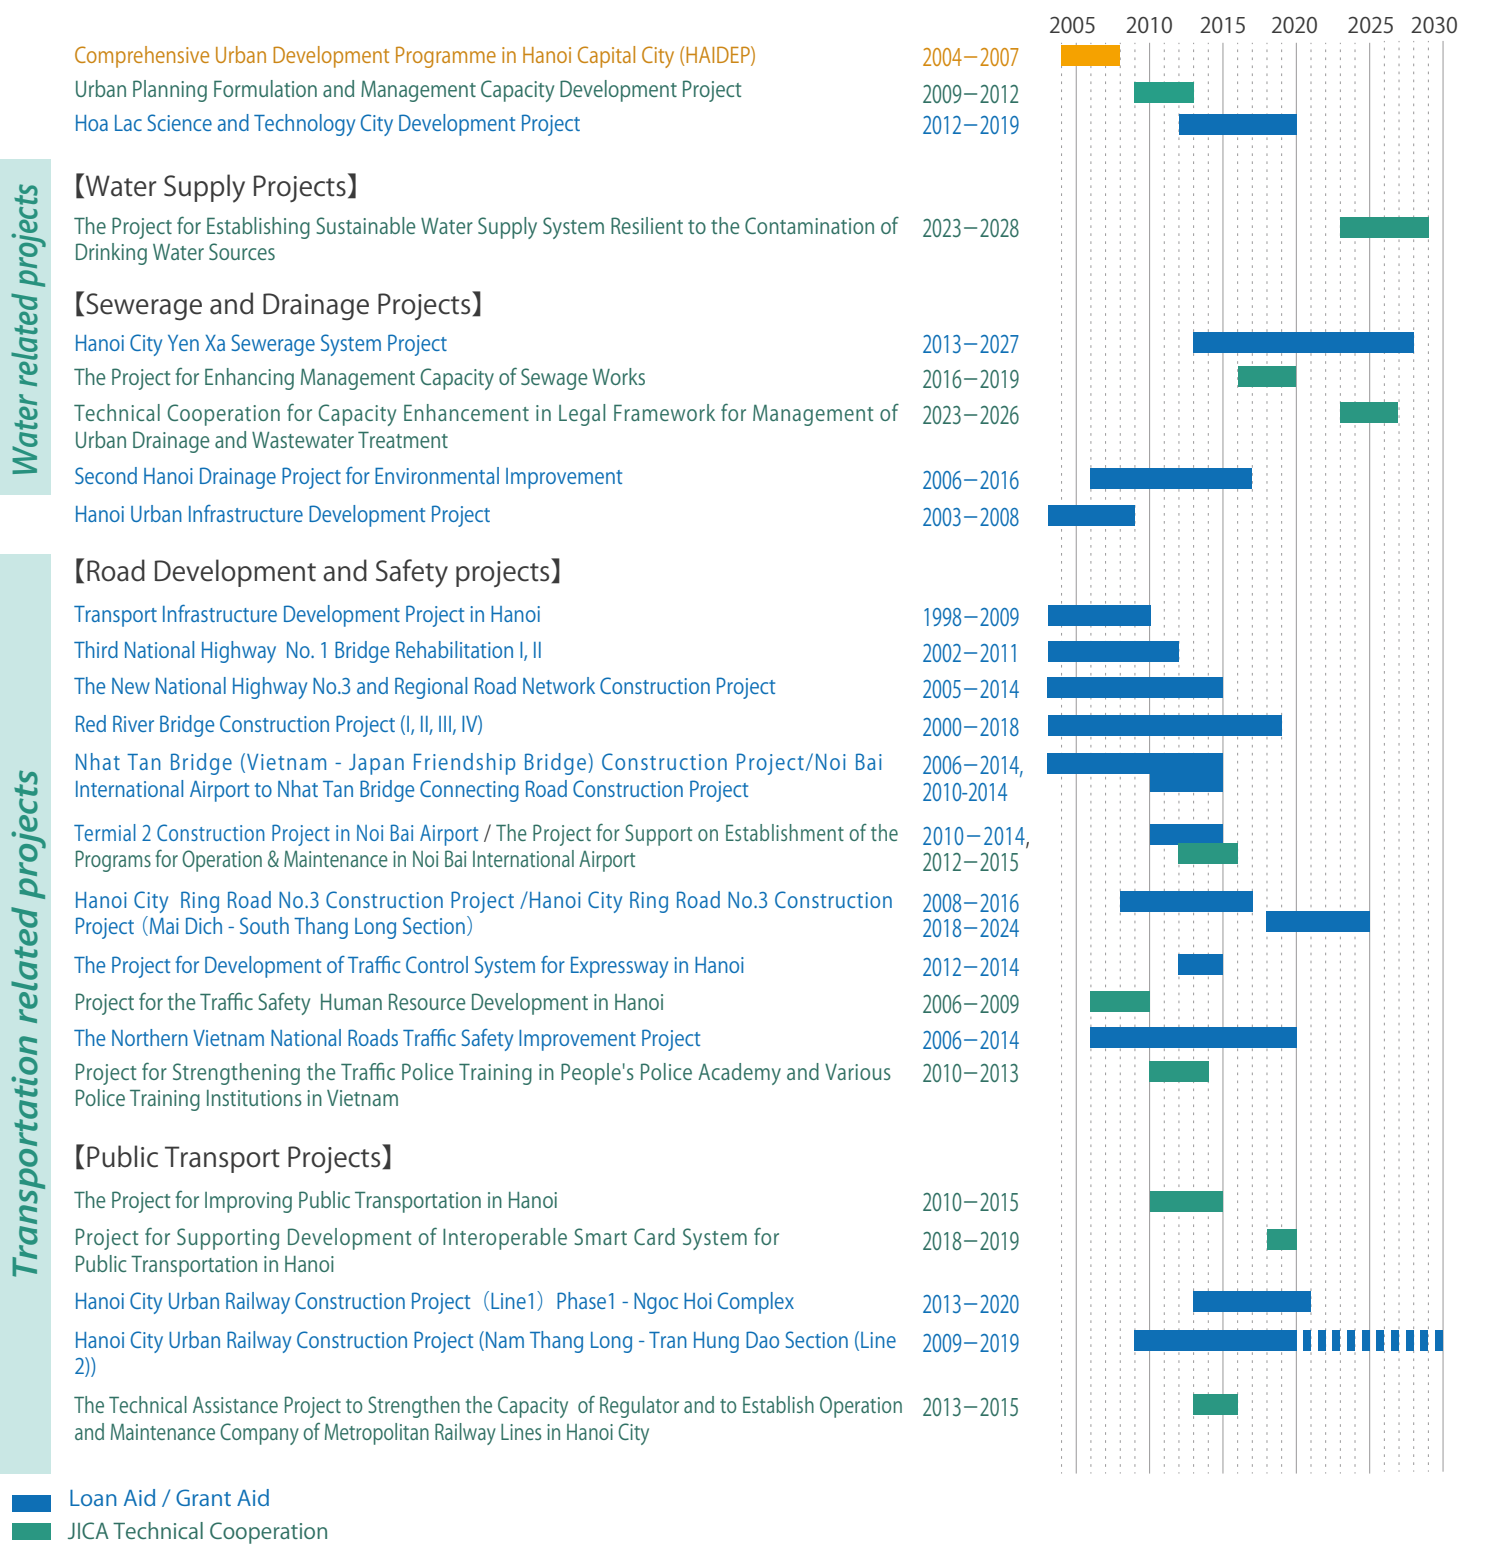 2005 2010 2015 2020 2025 2030
Comprehensive Urban Development Programme in Hanoi Capital City (HAIDEP) 2004－2007
Urban Planning Formulation and Management Capacity Development Project 2009－2012
Hoa Lac Science and Technology City Development Project 2012－2019
Water related projects
【Water Supply Projects】
The Project for Establishing Sustainable Water Supply System Resilient to the Contamination of 2023－2028
Drinking Water Sources
【Sewerage and Drainage Projects】
Hanoi City Yen Xa Sewerage System Project 2013－2027
The Project for Enhancing Management Capacity of Sewage Works 2016－2019
Technical Cooperation for Capacity Enhancement in Legal Framework for Management of 2023－2026
Urban Drainage and Wastewater Treatment
Second Hanoi Drainage Project for Environmental Improvement 2006－2016
Hanoi Urban Infrastructure Development Project 2003－2008
Transportation related projects
【Road Development and Safety projects】
Transport Infrastructure Development Project in Hanoi 1998－2009
Third National Highway No. 1 Bridge Rehabilitation I, II 2002－2011
The New National Highway No.3 and Regional Road Network Construction Project 2005－2014
Red River Bridge Construction Project (I, II, III, IV) 2000－2018
Nhat Tan Bridge (Vietnam - Japan Friendship Bridge) Construction Project/Noi Bai 2006－2014,
International Airport to Nhat Tan Bridge Connecting Road Construction Project 2010-2014
Termial 2 Construction Project in Noi Bai Airport / The Project for Support on Establishment of the 2010－2014,
Programs for Operation & Maintenance in Noi Bai International Airport 2012－2015
Hanoi City Ring Road No.3 Construction Project /Hanoi City Ring Road No.3 Construction 2008－2016
Project（Mai Dich - South Thang Long Section） 2018－2024
The Project for Development of Traffic Control System for Expressway in Hanoi 2012－2014
Project for the Traffic Safety Human Resource Development in Hanoi 2006－2009
The Northern Vietnam National Roads Traffic Safety Improvement Project 2006－2014
Project for Strengthening the Traffic Police Training in People's Police Academy and Various 2010－2013
Police Training Institutions in Vietnam
【Public Transport Projects】
The Project for Improving Public Transportation in Hanoi 2010－2015
Project for Supporting Development of Interoperable Smart Card System for 2018－2019
Public Transportation in Hanoi
Hanoi City Urban Railway Construction Project（Line1）Phase1 - Ngoc Hoi Complex 2013－2020
Hanoi City Urban Railway Construction Project (Nam Thang Long - Tran Hung Dao Section (Line 2009－2019
2))
The Technical Assistance Project to Strengthen the Capacity of Regulator and to Establish Operation 2013－2015
and Maintenance Company of Metropolitan Railway Lines in Hanoi City
Loan Aid / Grant Aid
JICA Technical Cooperation